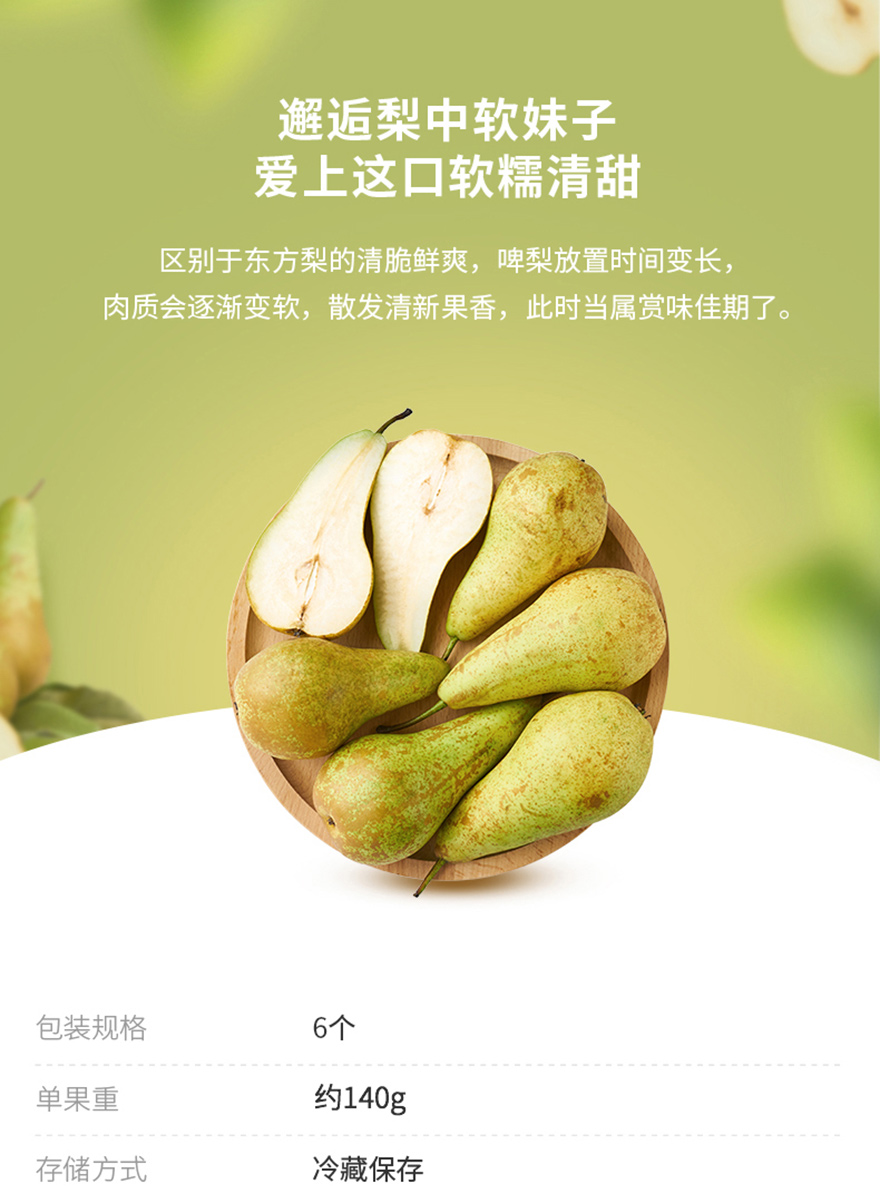 邂逅梨中软妹子
爱上这口软糯清甜
区别于东方梨的清脆鲜爽，啤梨放置时间变长，
肉质会逐渐变软，散发清新果香，此时当属赏味佳期了。
包装规格 6个
单果重 约140g
存储方式 冷藏保存